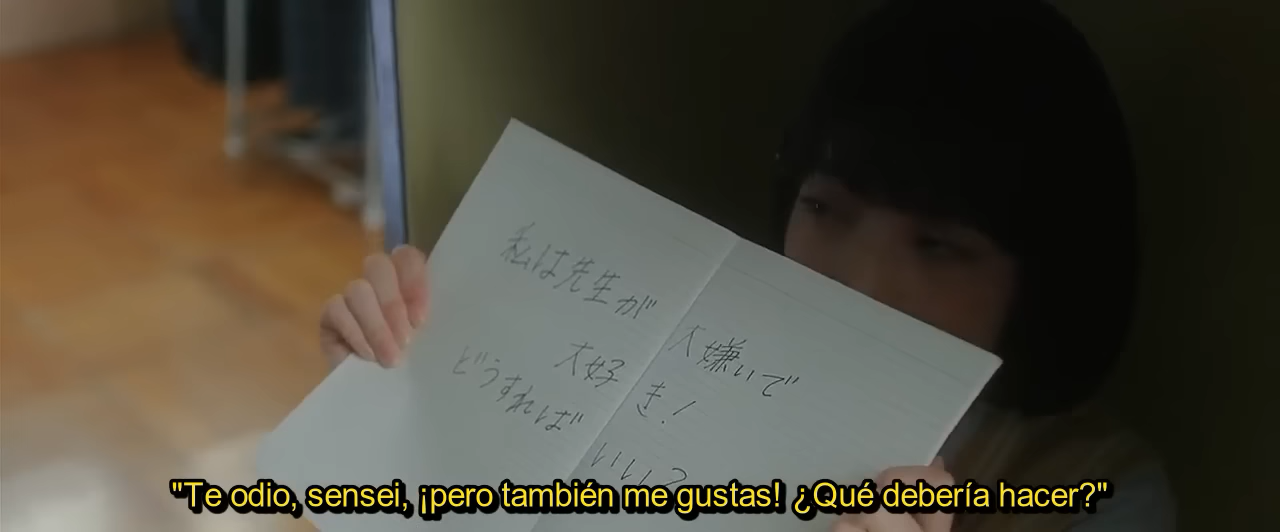 私は先生が大嫌いで
大好き!
どうすればいい?
"Te odio, sensei, ¡pero también me gustas! ¿Qué debería hacer?"